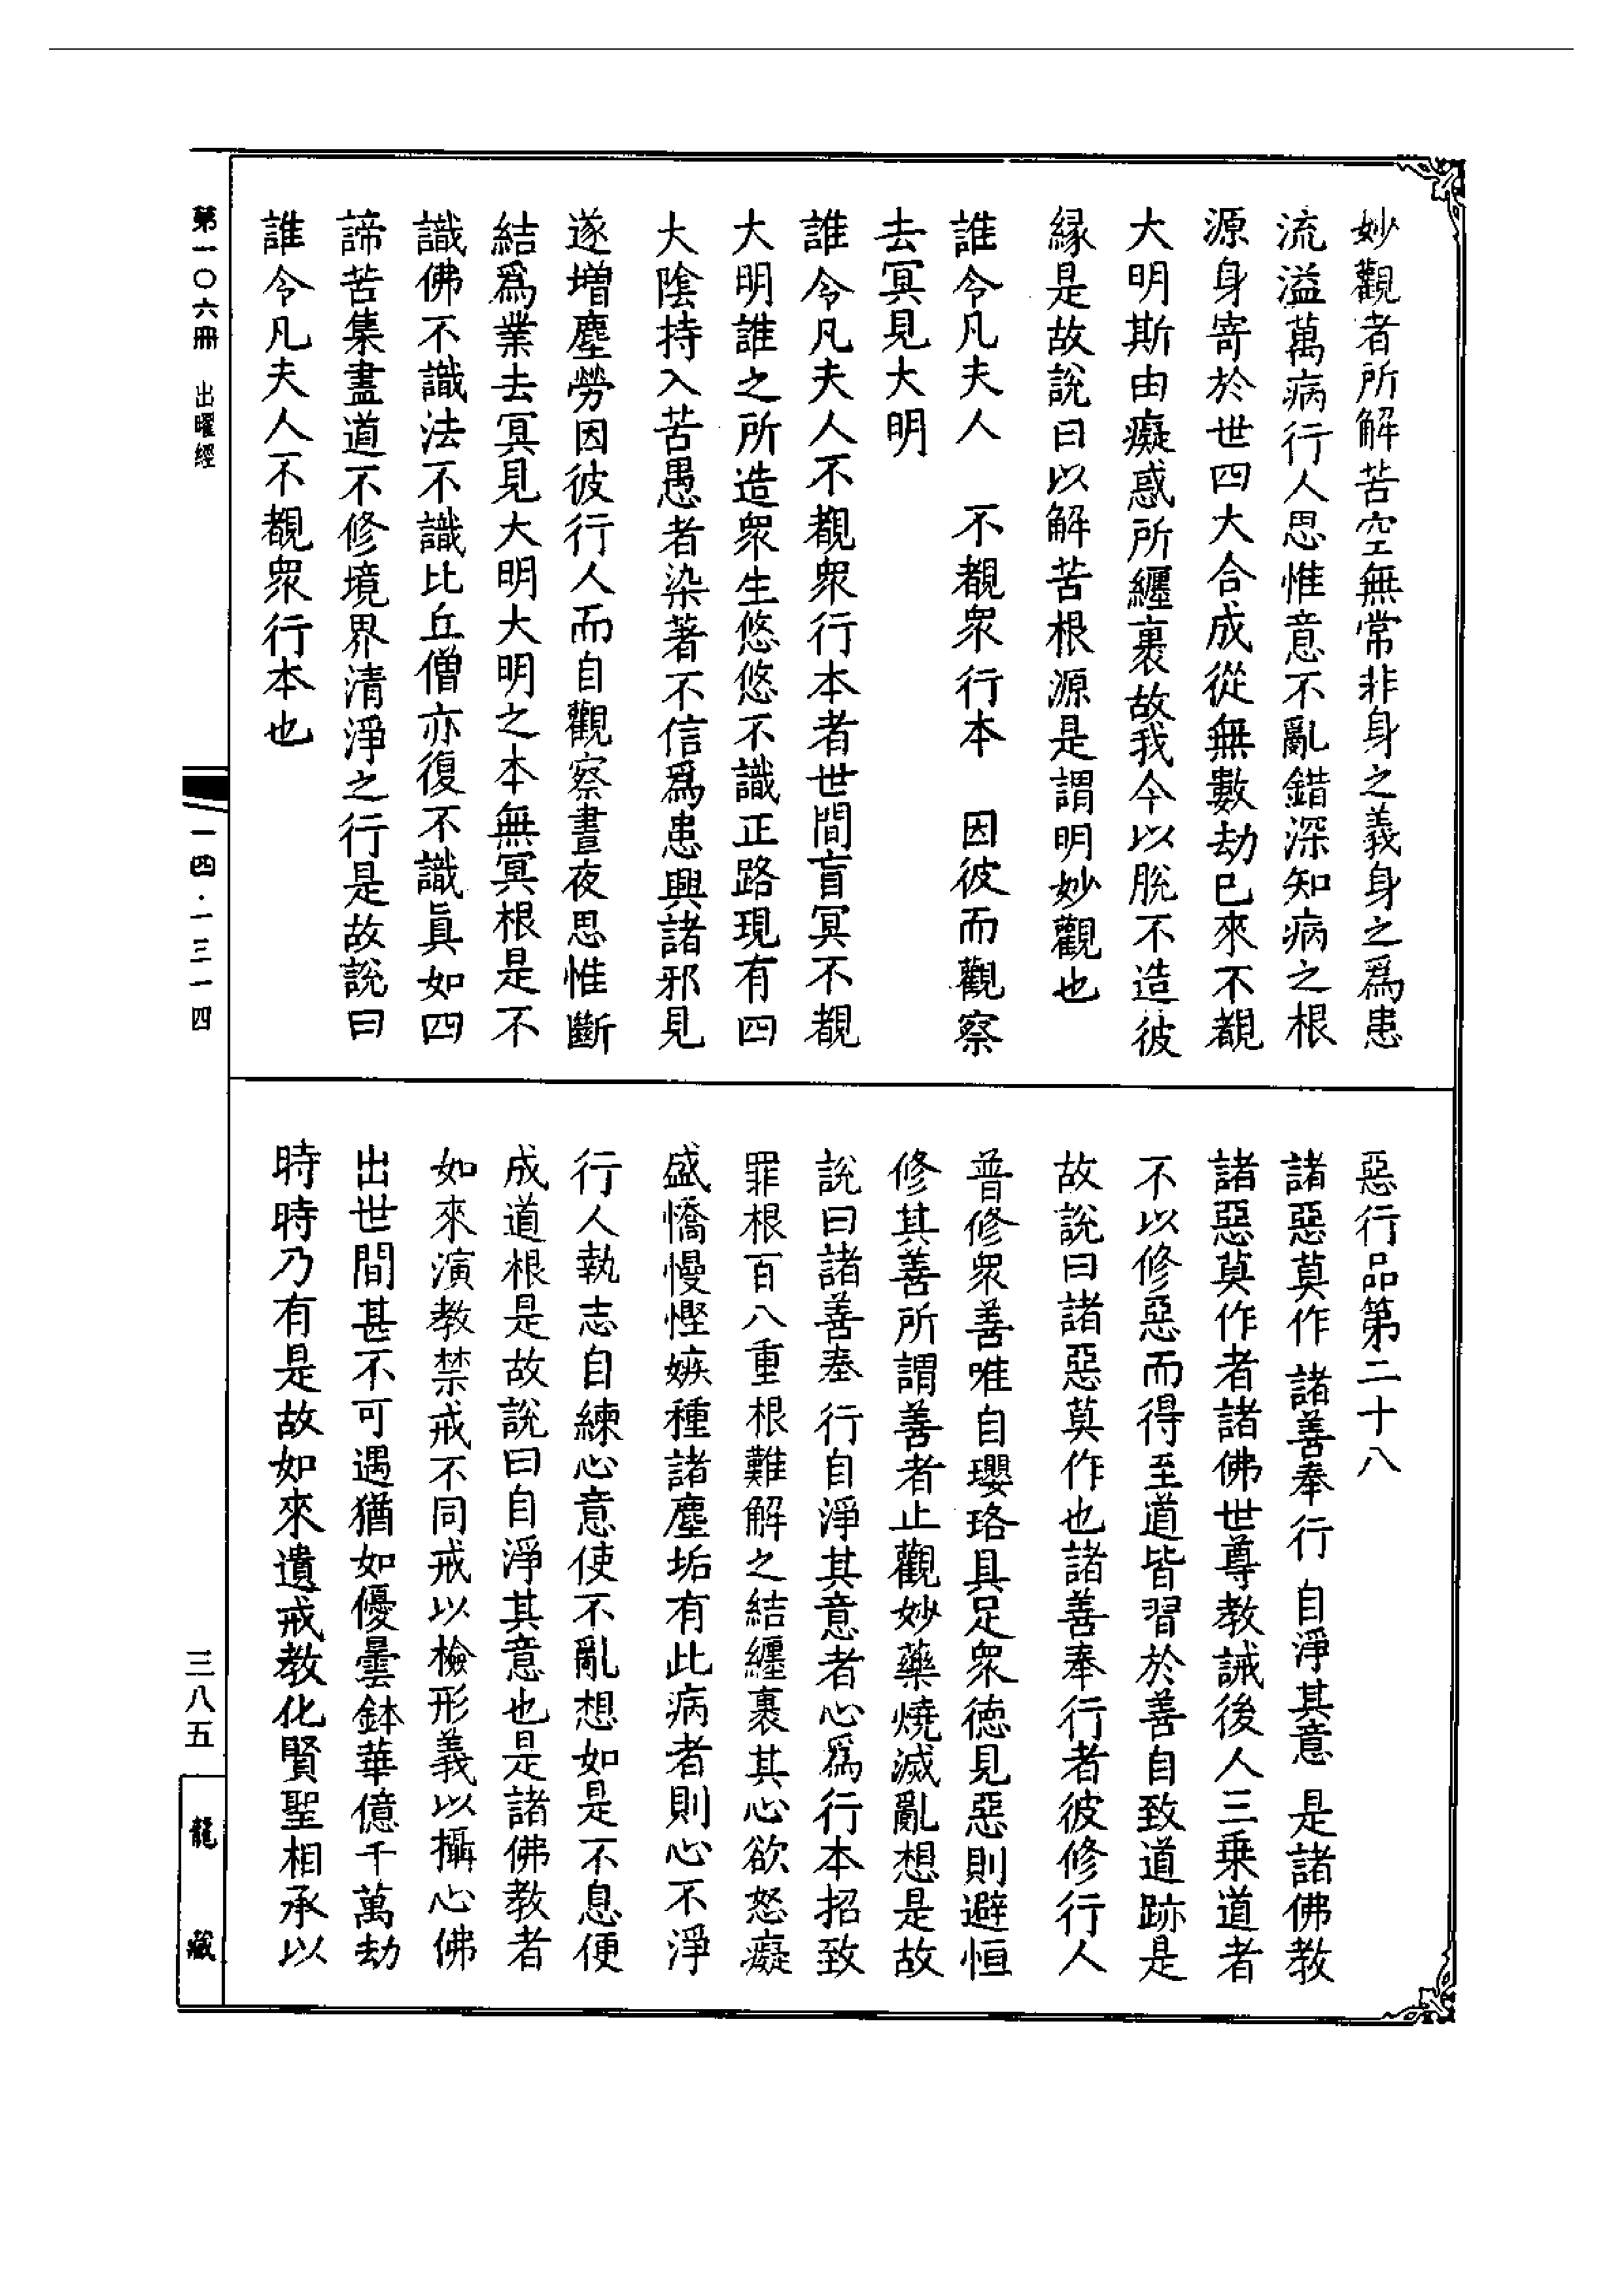 妙觀者所解苦空無常非身之義身之爲患
流溢萬病行人思惟意不亂錯深知病之根
源身寄於世四大合成從無數劫已來不覩
大明斯由癡惑所纒裹故我今以脫不造彼
緣是故說曰以解苦根源是謂明妙觀也
誰令凡夫人　不覩衆行本　因彼而觀察
去冥見大明
誰令凡夫人不覩衆行本者世間盲冥不覩
大明誰之所造衆生悠悠不識正路現有四
大陰持入苦愚者染著不信爲患興諸邪見
遂增塵勞因彼行人而自觀察晝夜思惟斷
結爲業去冥見大明大明之本無冥根是不
識佛不識法不識比丘僧亦復不識眞如四
諦苦集盡道不修境界清淨之行是故說曰
誰令凡夫人不覩衆行本也
惡行品第二十八
諸惡莫作　諸善奉行　自淨其意　是諸佛教
諸惡莫作者諸佛世尊教誡後人三乗道者
不以修惡而得至道皆習於善自致道跡是
故說曰諸惡莫作也諸善奉行者彼修行人
普修衆善唯自瓔珞具足衆德見惡則避恒
修其善所謂善者止觀妙藥燒滅亂想是故
說曰諸善奉行自淨其意者心爲行本招致
罪根百八重根難解之結纒裹其心欲怒癡
盛憍慢慳嫉種諸塵垢有此病者則心不淨
行人執志自練心意使不亂想如是不息便
成道根是故說曰自淨其意也是諸佛教者
如來演教禁戒不同戒以檢形義以攝心佛
出世間甚不可遇猶如優曇鉢華億千萬劫
時時乃有是故如來遺戒教化賢聖相承以
第一〇六冊　出曜經
一四·一三一四
三八五
龍藏